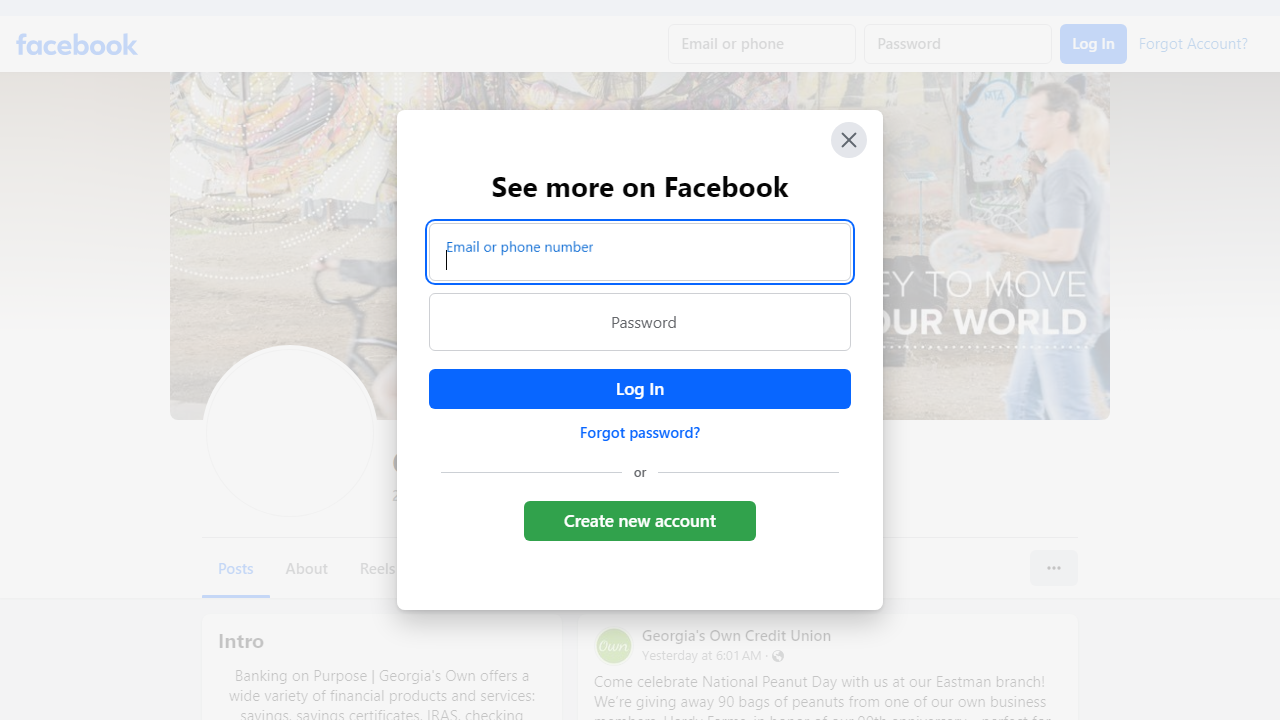 facebook
Email or phone
Password
Log In
Forgot Account?
MTA
See more on Facebook
Email or phone number
Password
Log In
Forgot password?
or
Create new account
EY TO MOVE
OUR WORLD
Posts
About
Reels
Intro
Banking on Purpose | Georgia's Own offers a
wide variety of financial products and services:
savings, savings certificates, IRAS, checking
Own
Georgia's Own Credit Union
Yesterday at 6:01 AM ·
Come celebrate National Peanut Day with us at our Eastman branch!
We're giving away 90 bags of peanuts from one of our own business